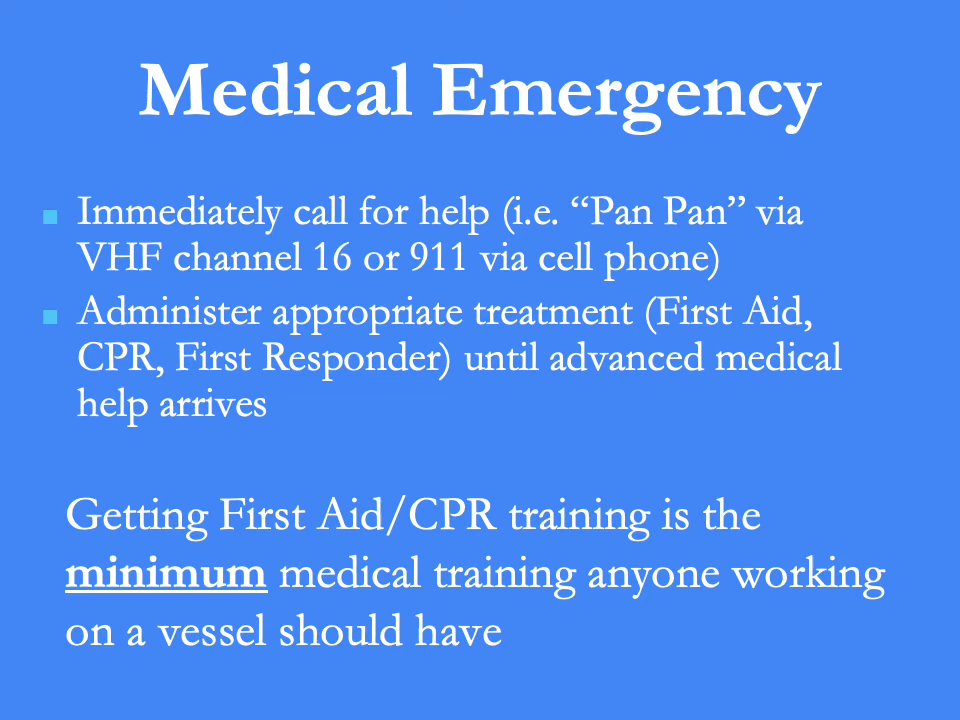 Medical Emergency
Immediately call for help (i.e. “Pan Pan” via
VHF channel 16 or 911 via cell phone)
Administer appropriate treatment (First Aid,
CPR, First Responder) until advanced medical
help arrives
Getting First Aid/CPR training is the
minimum medical training anyone working
on a vessel should have